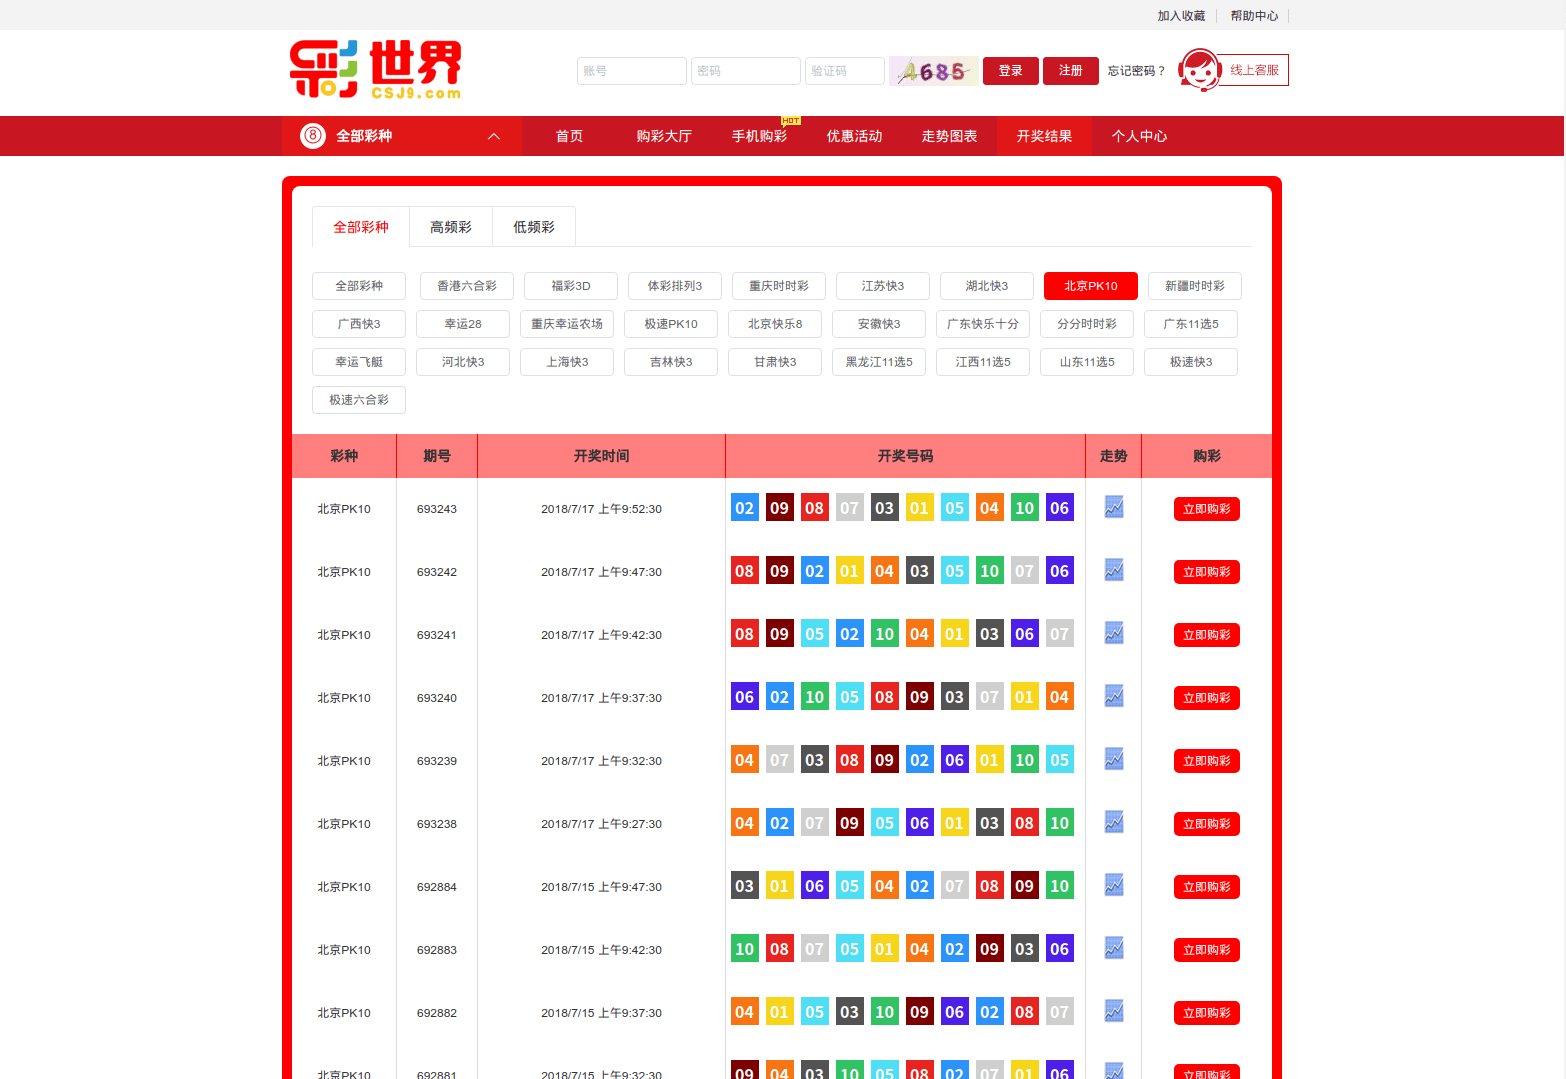 加入收藏 帮助中心
彩世界
CSJ9.com
账号 密码 验证码 4685 登录 注册 忘记密码？ 线上客服
HOT
8 全部彩种 首页 购彩大厅 手机购彩 优惠活动 走势图表 开奖结果 个人中心
全部彩种 高频彩 低频彩
全部彩种 香港六合彩 福彩3D 体彩排列3 重庆时时彩 江苏快3 湖北快3 北京PK10 新疆时时彩
广西快3 幸运28 重庆幸运农场 极速PK10 北京快乐8 安徽快3 广东快乐十分 分分时时彩 广东11选5
幸运飞艇 河北快3 上海快3 吉林快3 甘肃快3 黑龙江11选5 江西11选5 山东11选5 极速快3
极速六合彩
彩种 期号 开奖时间 开奖号码 走势 购彩
北京PK10 693243 2018/7/17 上午9:52:30 02 09 08 07 03 01 05 04 10 06 立即购彩
北京PK10 693242 2018/7/17 上午9:47:30 08 09 02 01 04 03 05 10 07 06 立即购彩
北京PK10 693241 2018/7/17 上午9:42:30 08 09 05 02 10 04 01 03 06 07 立即购彩
北京PK10 693240 2018/7/17 上午9:37:30 06 02 10 05 08 09 03 07 01 04 立即购彩
北京PK10 693239 2018/7/17 上午9:32:30 04 07 03 08 09 02 06 01 10 05 立即购彩
北京PK10 693238 2018/7/17 上午9:27:30 04 02 07 09 05 06 01 03 08 10 立即购彩
北京PK10 692884 2018/7/15 上午9:47:30 03 01 06 05 04 02 07 08 09 10 立即购彩
北京PK10 692883 2018/7/15 上午9:42:30 10 08 07 05 01 04 02 09 03 06 立即购彩
北京PK10 692882 2018/7/15 上午9:37:30 04 01 05 03 10 09 06 02 08 07 立即购彩
北京PK10 692881 2018/7/15 上午9:32:30 09 04 03 10 05 08 02 07 01 06 立即购彩